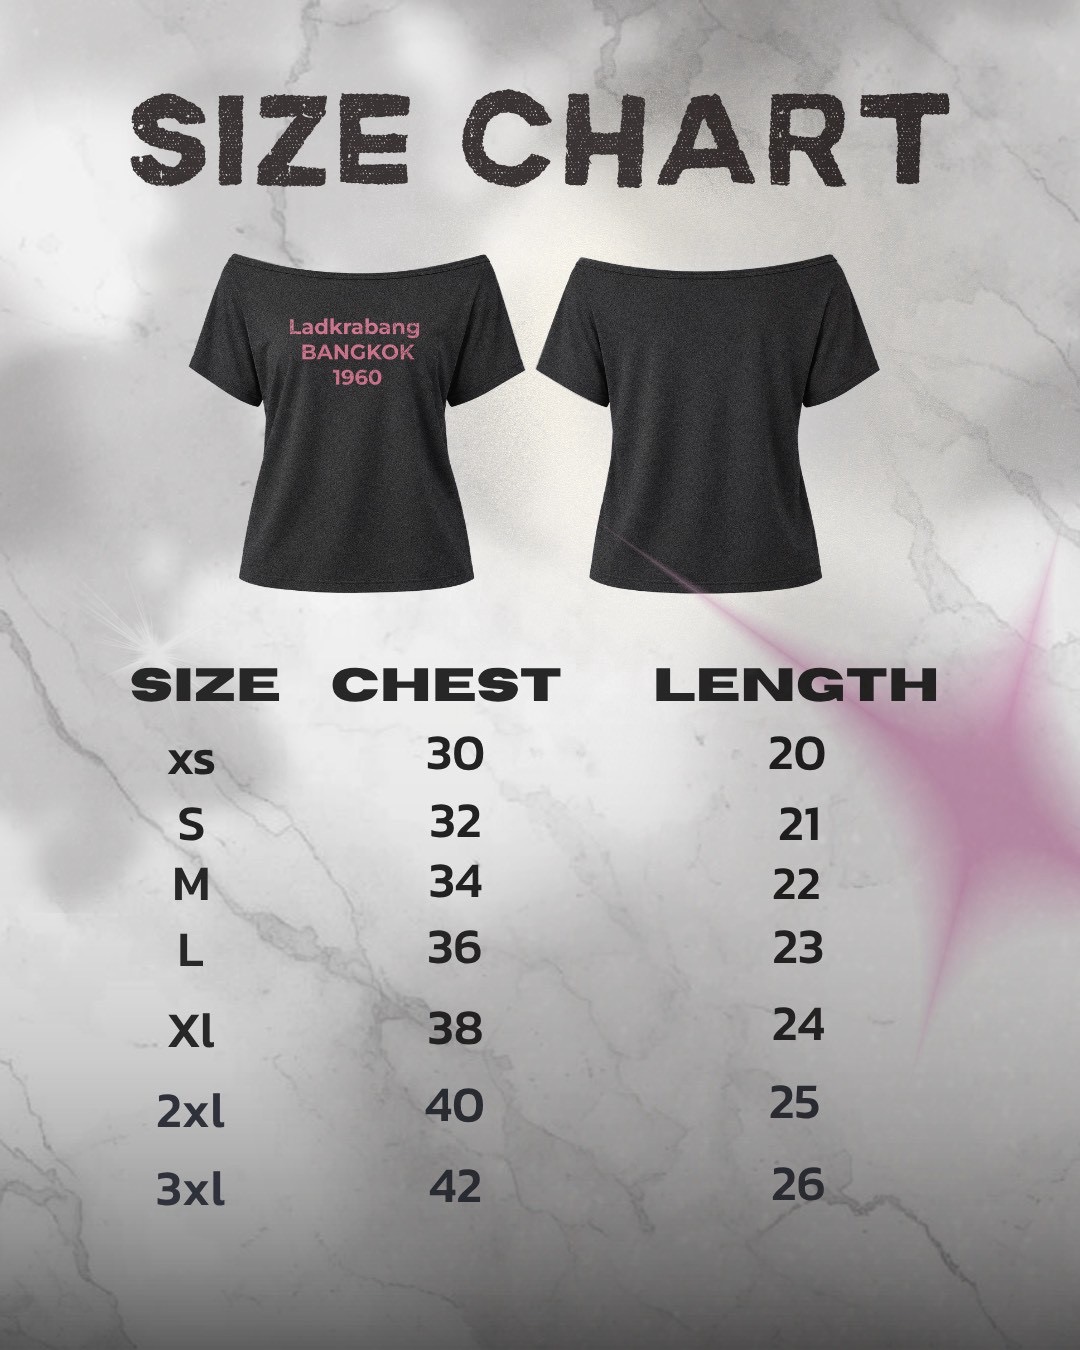 SIZE CHART
Ladkrabang
BANGKOK
1960
SIZE CHEST LENGTH
xs 30 20
S 32 21
M 34 22
L 36 23
Xl 38 24
2xl 40 25
3xl 42 26